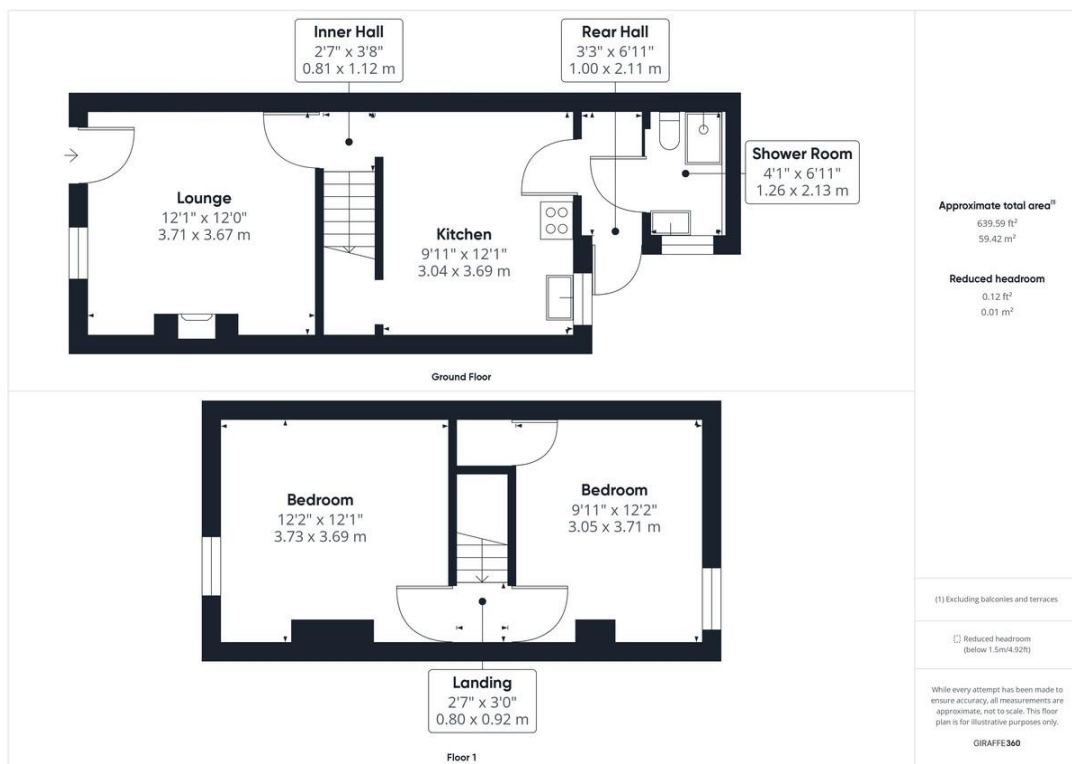 Inner Hall
2'7" x 3'8"
0.81 x 1.12 m
Rear Hall
3'3" x 6'11"
1.00 x 2.11 m
Shower Room
4'1" x 6'11"
1.26 x 2.13 m
Lounge
12'1" x 12'0"
3.71 x 3.67 m
Kitchen
9'11" x 12'1"
3.04 x 3.69 m
Ground Floor
Bedroom
12'2" x 12'1"
3.73 x 3.69 m
Bedroom
9'11" x 12'2"
3.05 x 3.71 m
Landing
2'7" x 3'0"
0.80 x 0.92 m
Floor 1
Approximate total area(1)
639.59 ft²
59.42 m²
Reduced headroom
0.12 ft²
0.01 m²
(1) Excluding balconies and terraces
Reduced headroom
(below 1.5m/4.92ft)
While every attempt has been made to
ensure accuracy, all measurements are
approximate, not to scale. This floor
plan is for illustrative purposes only.
GIRAFFE360